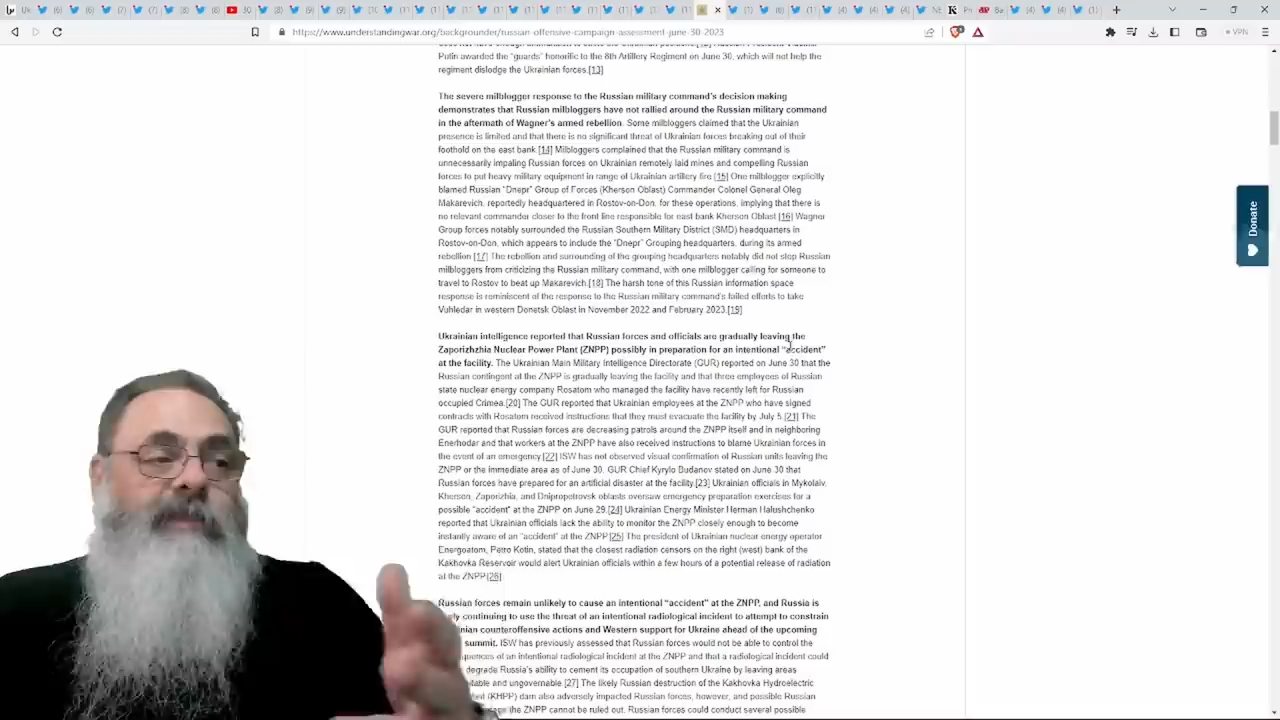 https://www.understandingwar.org/backgrounder/russian-offensive-campaign-assessment-june-30-2023
VPN
Putin awarded the "guards" honorific to the 8th Artillery Regiment on June 30, which will not help the
regiment dislodge the Ukrainian forces.[13]
The severe milblogger response to the Russian military command's decision making
demonstrates that Russian milbloggers have not rallied around the Russian military command
in the aftermath of Wagner's armed rebellion. Some milbloggers claimed that the Ukrainian
presence is limited and that there is no significant threat of Ukrainian forces breaking out of their
foothold on the east bank.[14] Milbloggers complained that the Russian military command is
unnecessarily impaling Russian forces on Ukrainian remotely laid mines and compelling Russian
forces to put heavy military equipment in range of Ukrainian artillery fire.[15] One milblogger explicitly
blamed Russian "Dnepr" Group of Forces (Kherson Oblast) Commander Colonel General Oleg
Makarevich, reportedly headquartered in Rostov-on-Don, for these operations, implying that there is
no relevant commander closer to the front line responsible for east bank Kherson Oblast.[16] Wagner
Group forces notably surrounded the Russian Southern Military District (SMD) headquarters in
Rostov-on-Don, which appears to include the "Dnepr" Grouping headquarters, during its armed
rebellion.[17] The rebellion and surrounding of the grouping headquarters notably did not stop Russian
milbloggers from criticizing the Russian military command, with one milblogger calling for someone to
travel to Rostov to beat up Makarevich.[18] The harsh tone of this Russian information space
response is reminiscent of the response to the Russian military command's failed efforts to take
Vuhledar in western Donetsk Oblast in November 2022 and February 2023.[19]
Ukrainian intelligence reported that Russian forces and officials are gradually leaving the
Zaporizhzhia Nuclear Power Plant (ZNPP) possibly in preparation for an intentional "accident"
at the facility. The Ukrainian Main Military Intelligence Directorate (GUR) reported on June 30 that the
Russian contingent at the ZNPP is gradually leaving the facility and that three employees of Russian
state nuclear energy company Rosatom who managed the facility have recently left for Russian
occupied Crimea.[20] The GUR reported that Ukrainian employees at the ZNPP who have signed
contracts with Rosatom received instructions that they must evacuate the facility by July 5.[21] The
GUR reported that Russian forces are decreasing patrols around the ZNPP itself and in neighboring
Enerhodar and that workers at the ZNPP have also received instructions to blame Ukrainian forces in
the event of an emergency.[22] ISW has not observed visual confirmation of Russian units leaving the
ZNPP or the immediate area as of June 30. GUR Chief Kyrylo Budanov stated on June 30 that
Russian forces have prepared for an artificial disaster at the facility.[23] Ukrainian officials in Mykolaiv,
Kherson, Zaporizhia, and Dnipropetrovsk oblasts oversaw emergency preparation exercises for a
possible "accident" at the ZNPP on June 29.[24] Ukrainian Energy Minister Herman Halushchenko
reported that Ukrainian officials lack the ability to monitor the ZNPP closely enough to become
instantly aware of an "accident" at the ZNPP.[25] The president of Ukrainian nuclear energy operator
Energoatom, Petro Kotin, stated that the closest radiation censors on the right (west) bank of the
Kakhovka Reservoir would alert Ukrainian officials within a few hours of a potential release of radiation
at the ZNPP.[26]
Russian forces remain unlikely to cause an intentional "accident" at the ZNPP, and Russia is
continuing to use the threat of an intentional radiological incident to attempt to constrain
counteroffensive actions and Western support for Ukraine ahead of the upcoming
summit. ISW has previously assessed that Russian forces would not be able to control the
of an intentional radiological incident at the ZNPP and that a radiological incident could
degrade Russia's ability to cement its occupation of southern Ukraine by leaving areas
and ungovernable.[27] The likely Russian destruction of the Kakhovka Hydroelectric
(KHPP) dam also adversely impacted Russian forces, however, and possible Russian
the ZNPP cannot be ruled out. Russian forces could conduct several possible
Donate